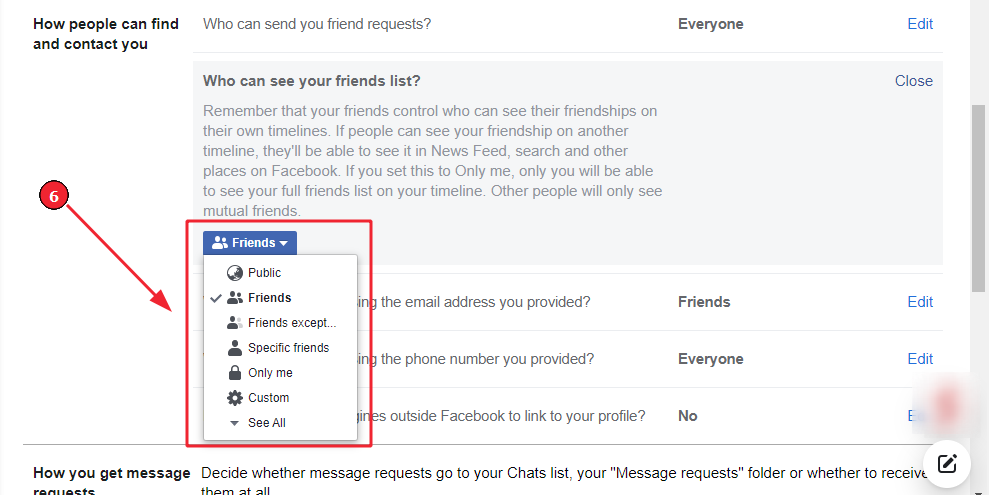 How people can find
and contact you
Who can send you friend requests?
Everyone
Edit
Who can see your friends list?
Close
Remember that your friends control who can see their friendships on
their own timelines. If people can see your friendship on another
timeline, they'll be able to see it in News Feed, search and other
places on Facebook. If you set this to Only me, only you will be able
to see your full friends list on your timeline. Other people will only see
mutual friends.
6
Friends
Public
Friends
Friends except...
Specific friends
Only me
Custom
See All
the email address you provided?
Friends
Edit
the phone number you provided?
Everyone
Edit
outside Facebook to link to your profile?
No
How you get message
requests
Decide whether message requests go to your Chats list, your "Message requests" folder or whether to receive
them at all